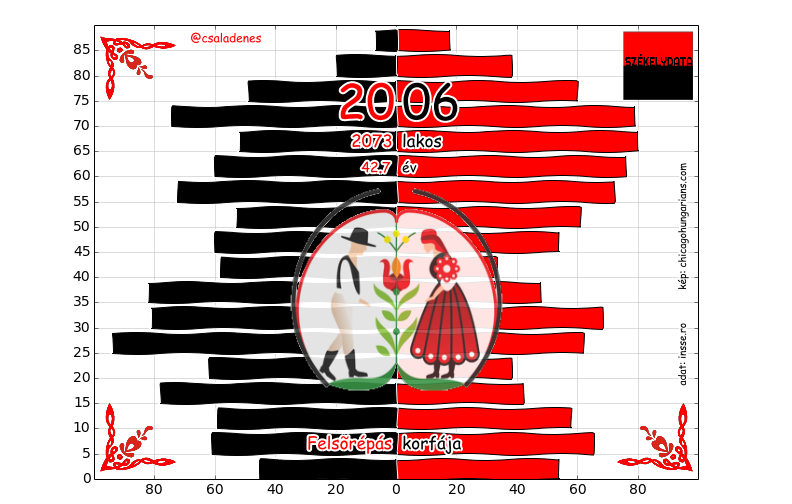 @csaladenes
SZÉKELYDATA
2006
2073 lakos
42.7 év
kép: chicagohungarians.com
adat: insse.ro
Felsőrépás korfája
85
80
75
70
65
60
55
50
45
40
35
30
25
20
15
10
5
0
80 60 40 20 0 20 40 60 80